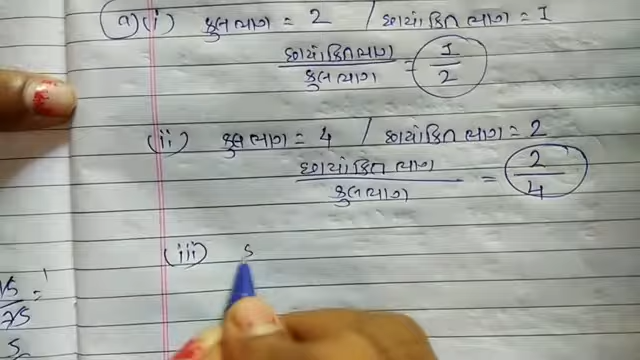 a) (i) કુલ ભાગ = 2 / છાયાંકિત ભાગ = 1
છાયાંકિત ભાગ / કુલ ભાગ = 1/2
(ii) કુલ ભાગ = 4 / છાયાંકિત ભાગ = 2
છાયાંકિત ભાગ / કુલ ભાગ = 2/4
(iii)